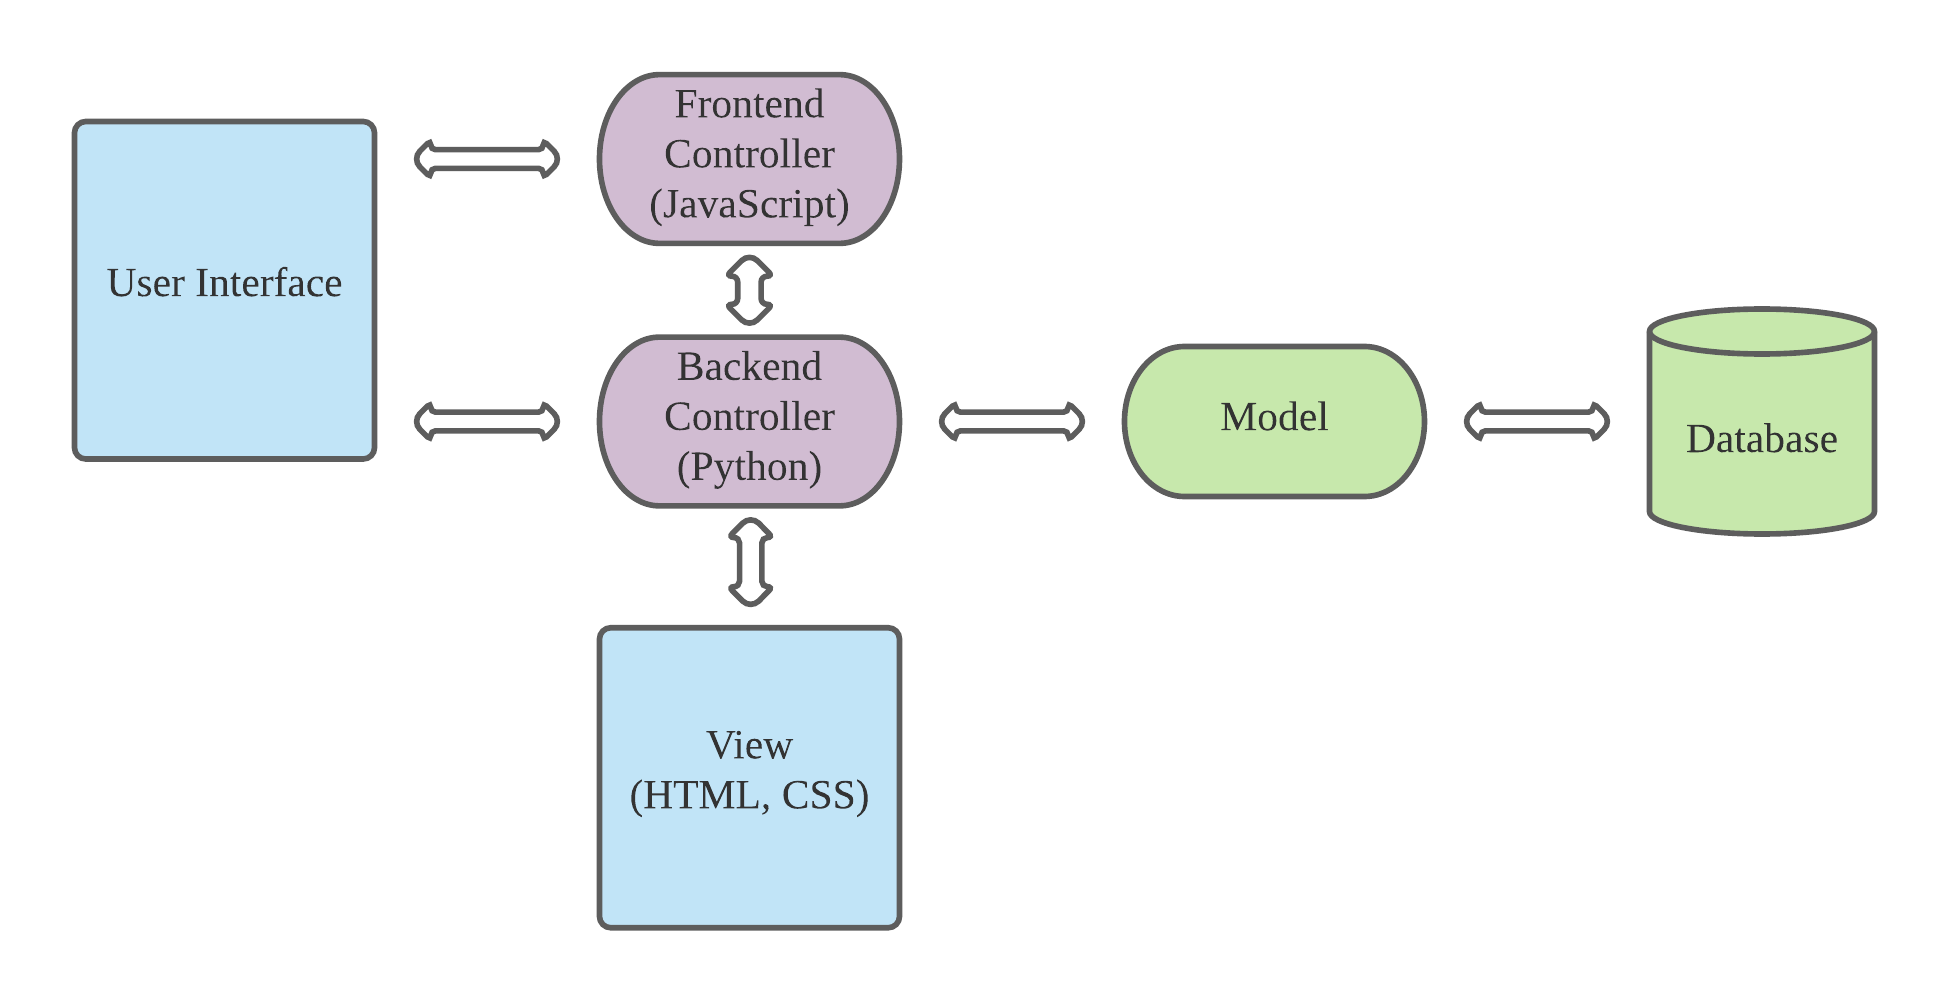 Frontend
Controller
(JavaScript)
User Interface
Backend
Controller
(Python)
Model
Database
View
(HTML, CSS)